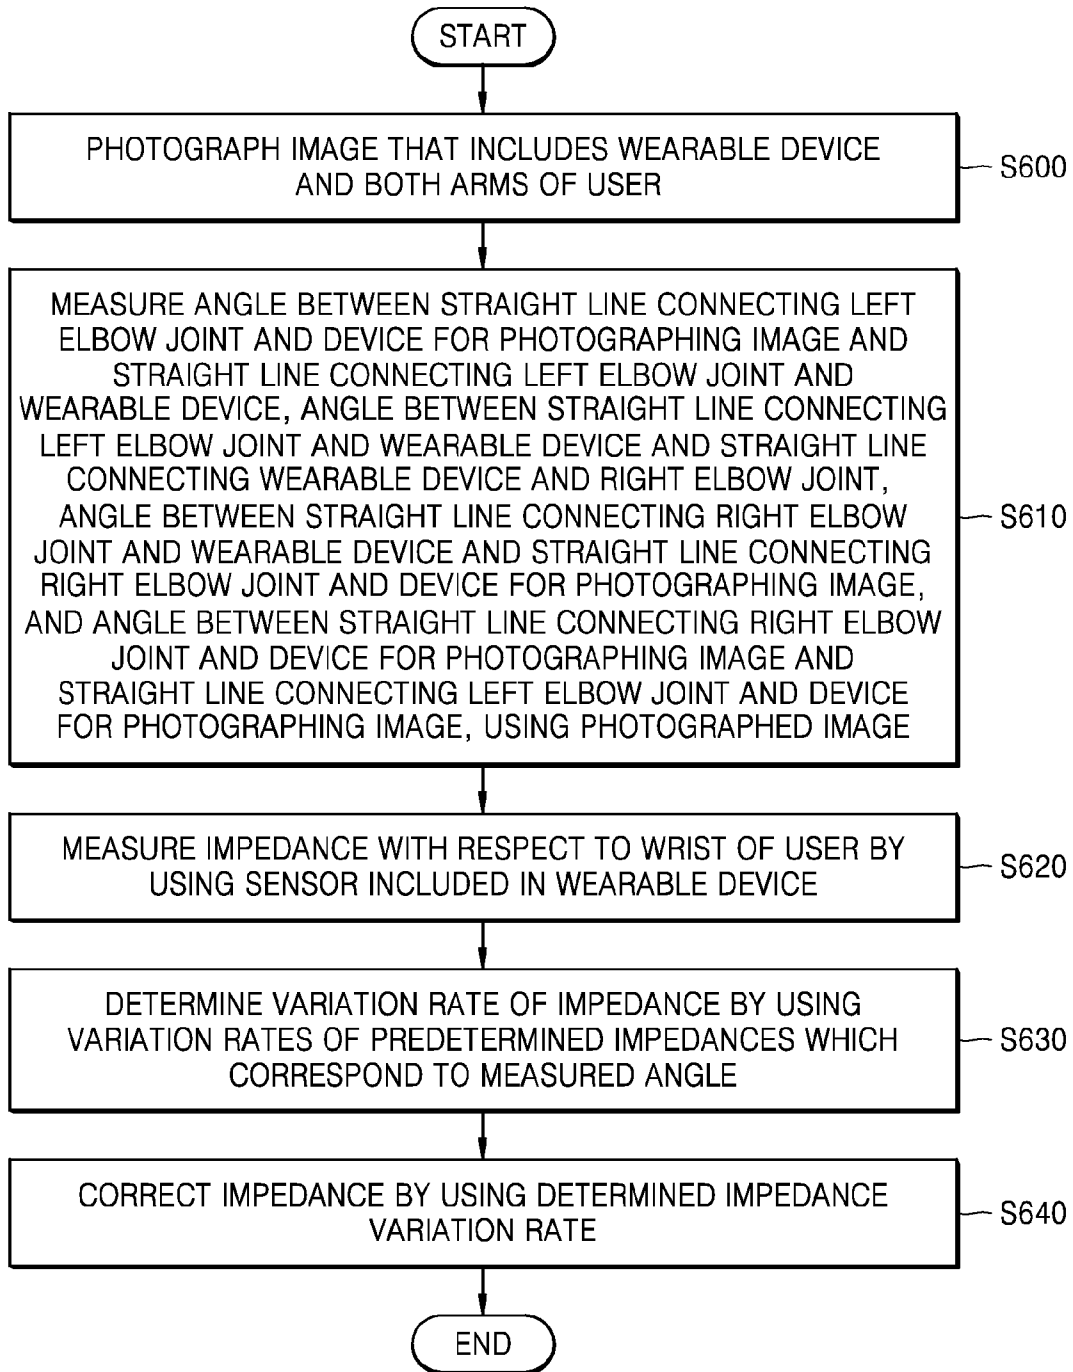 START
PHOTOGRAPH IMAGE THAT INCLUDES WEARABLE DEVICE
AND BOTH ARMS OF USER
S600
MEASURE ANGLE BETWEEN STRAIGHT LINE CONNECTING LEFT
ELBOW JOINT AND DEVICE FOR PHOTOGRAPHING IMAGE AND
STRAIGHT LINE CONNECTING LEFT ELBOW JOINT AND
WEARABLE DEVICE, ANGLE BETWEEN STRAIGHT LINE CONNECTING
LEFT ELBOW JOINT AND WEARABLE DEVICE AND STRAIGHT LINE
CONNECTING WEARABLE DEVICE AND RIGHT ELBOW JOINT,
ANGLE BETWEEN STRAIGHT LINE CONNECTING RIGHT ELBOW
JOINT AND WEARABLE DEVICE AND STRAIGHT LINE CONNECTING
RIGHT ELBOW JOINT AND DEVICE FOR PHOTOGRAPHING IMAGE,
AND ANGLE BETWEEN STRAIGHT LINE CONNECTING RIGHT ELBOW
JOINT AND DEVICE FOR PHOTOGRAPHING IMAGE AND
STRAIGHT LINE CONNECTING LEFT ELBOW JOINT AND DEVICE
FOR PHOTOGRAPHING IMAGE, USING PHOTOGRAPHED IMAGE
S610
MEASURE IMPEDANCE WITH RESPECT TO WRIST OF USER BY
USING SENSOR INCLUDED IN WEARABLE DEVICE
S620
DETERMINE VARIATION RATE OF IMPEDANCE BY USING
VARIATION RATES OF PREDETERMINED IMPEDANCES WHICH
CORRESPOND TO MEASURED ANGLE
S630
CORRECT IMPEDANCE BY USING DETERMINED IMPEDANCE
VARIATION RATE
S640
END